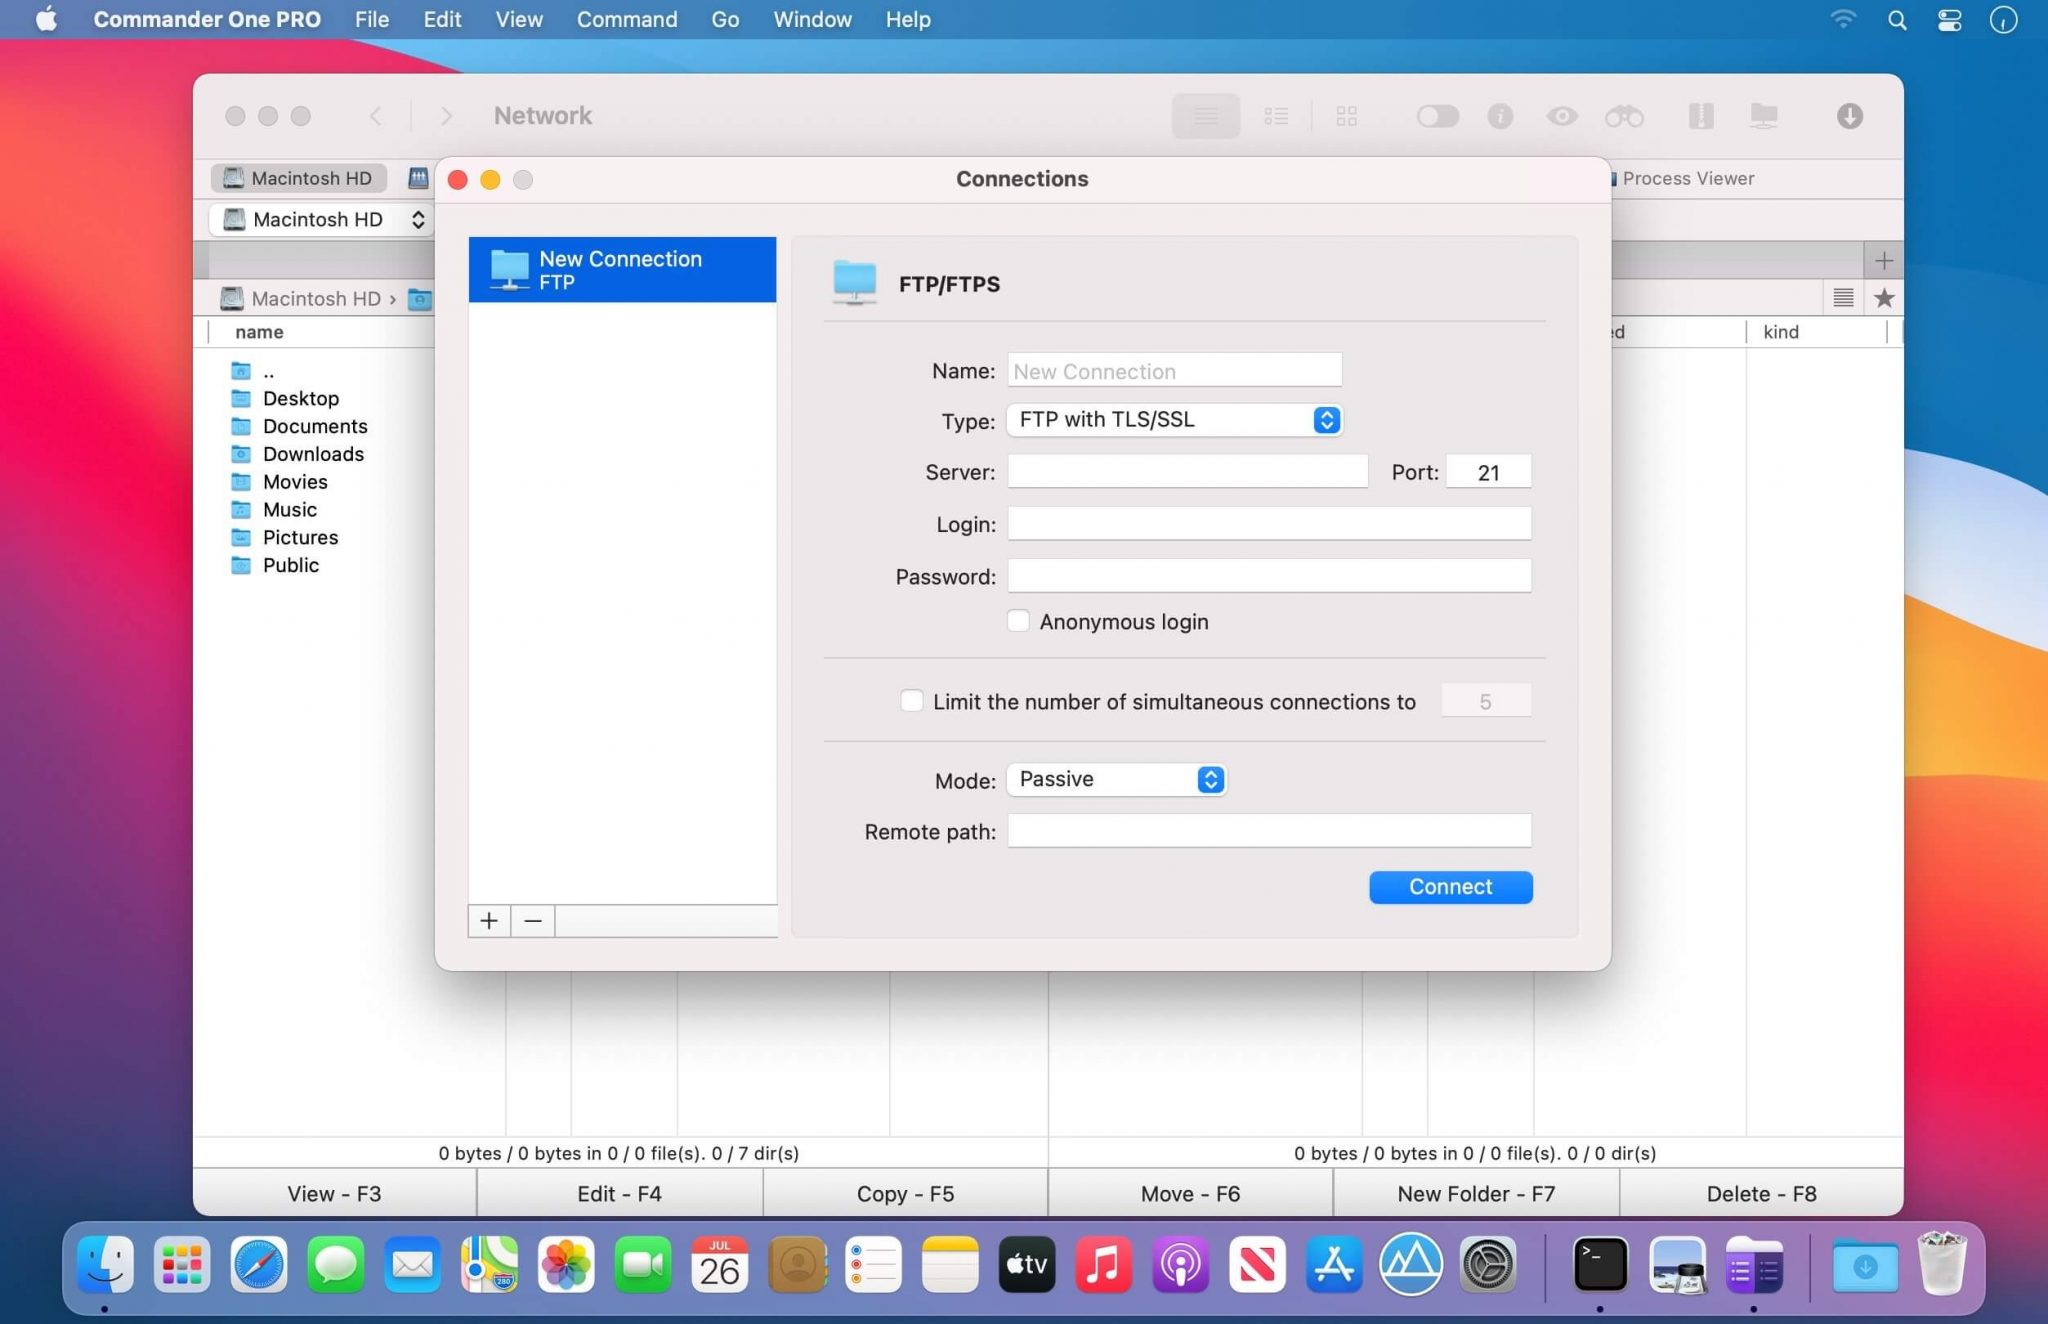 Commander One PRO File Edit View Command Go Window Help
Network
Macintosh HD
Process Viewer
Macintosh HD
Macintosh HD ›
name
kind
..
Desktop
Documents
Downloads
Movies
Music
Pictures
Public
Connections
New Connection
FTP
FTP/FTPS
Name: New Connection
Type: FTP with TLS/SSL
Server: Port: 21
Login:
Password:
Anonymous login
Limit the number of simultaneous connections to 5
Mode: Passive
Remote path:
Connect
+ −
0 bytes / 0 bytes in 0 / 0 file(s). 0 / 7 dir(s)
0 bytes / 0 bytes in 0 / 0 file(s). 0 / 0 dir(s)
View - F3 Edit - F4 Copy - F5 Move - F6 New Folder - F7 Delete - F8
280
JUL
26
tv
>_